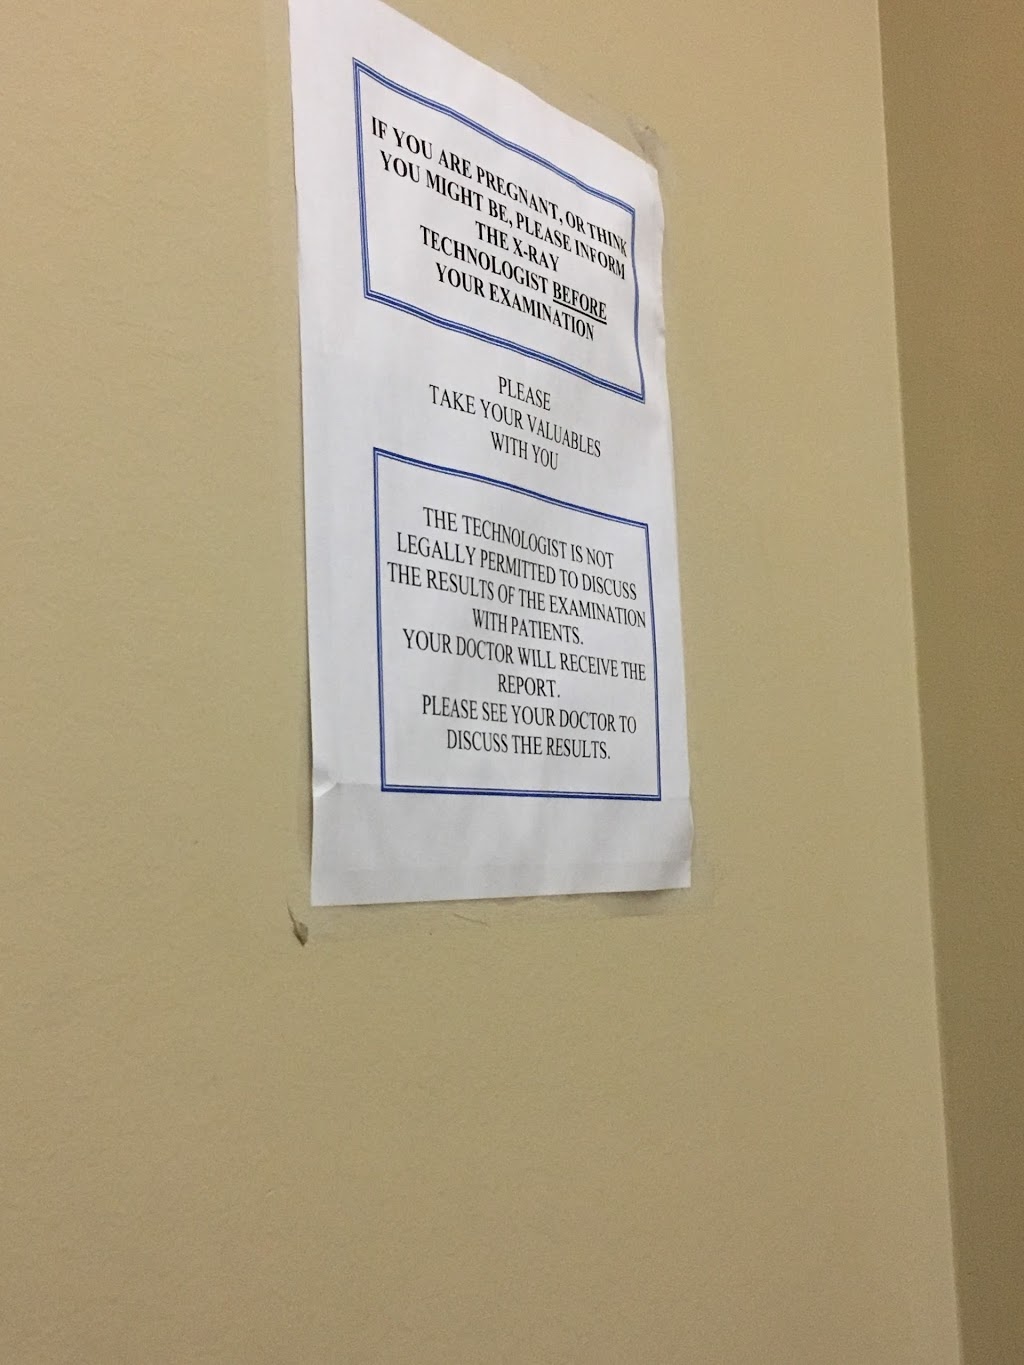 IF YOU ARE PREGNANT, OR THINK
YOU MIGHT BE, PLEASE INFORM
THE X-RAY
TECHNOLOGIST BEFORE
YOUR EXAMINATION
PLEASE
TAKE YOUR VALUABLES
WITH YOU
THE TECHNOLOGIST IS NOT
LEGALLY PERMITTED TO DISCUSS
THE RESULTS OF THE EXAMINATION
WITH PATIENTS.
YOUR DOCTOR WILL RECEIVE THE
REPORT.
PLEASE SEE YOUR DOCTOR TO
DISCUSS THE RESULTS.